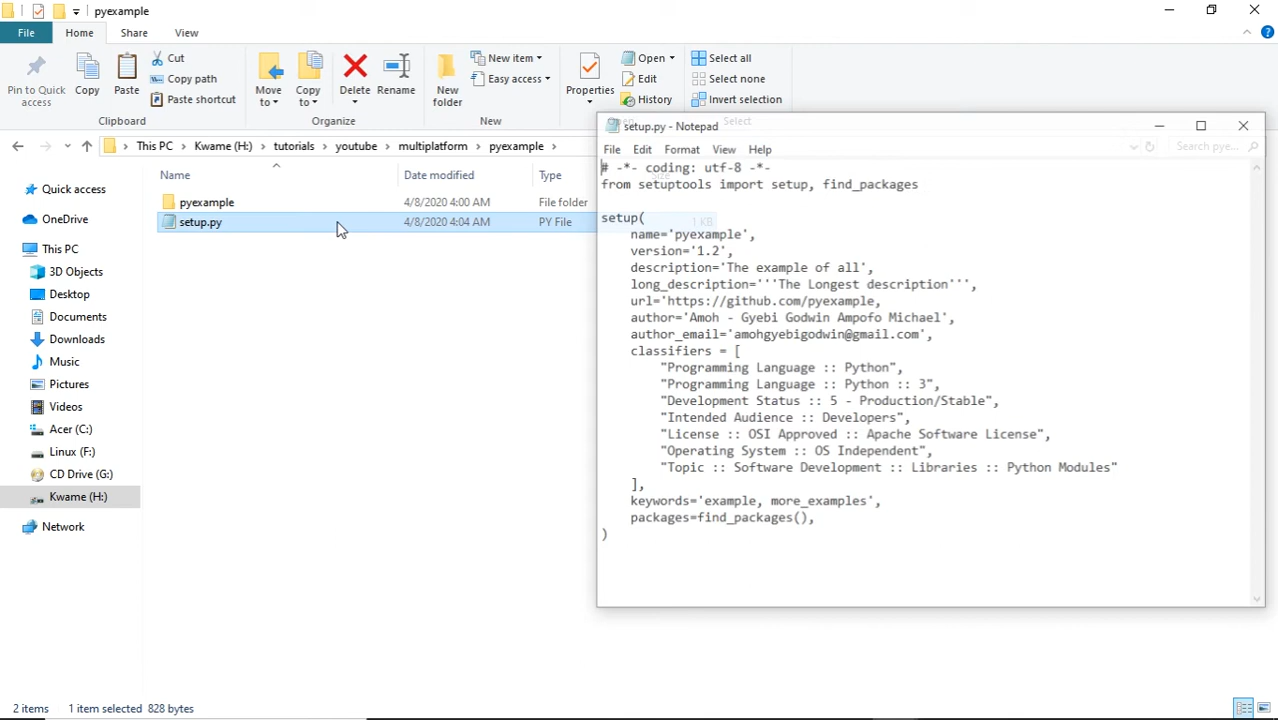 pyexample
File Home Share View
Pin to Quick access
Copy
Paste
Cut
Copy path
Paste shortcut
Clipboard
Move to
Copy to
Delete
Rename
Organize
New folder
New item
Easy access
New
Properties
Open
Edit
History
Open
Select all
Select none
Invert selection
Select
This PC Kwame (H:) tutorials youtube multiplatform pyexample
Search pye...
Name Date modified Type Size
pyexample 4/8/2020 4:00 AM File folder
setup.py 4/8/2020 4:04 AM PY File 1 KB
Quick access
OneDrive
This PC
3D Objects
Desktop
Documents
Downloads
Music
Pictures
Videos
Acer (C:)
Linux (F:)
CD Drive (G:)
Kwame (H:)
Network
setup.py - Notepad
File Edit Format View Help
# -*- coding: utf-8 -*-
from setuptools import setup, find_packages
setup(
name='pyexample',
version='1.2',
description='The example of all',
long_description='''The Longest description''',
url='https://github.com/pyexample,
author='Amoh - Gyebi Godwin Ampofo Michael',
author_email='amohgyebigodwin@gmail.com',
classifiers = [
"Programming Language :: Python",
"Programming Language :: Python :: 3",
"Development Status :: 5 - Production/Stable",
"Intended Audience :: Developers",
"License :: OSI Approved :: Apache Software License",
"Operating System :: OS Independent",
"Topic :: Software Development :: Libraries :: Python Modules"
],
keywords='example, more_examples',
packages=find_packages(),
)
2 items 1 item selected 828 bytes